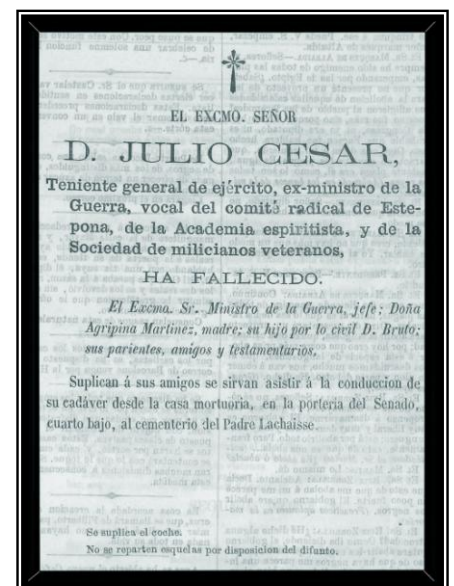 EL EXCMO. SEÑOR
D. JULIO CESAR,
Teniente general de ejército, ex-ministro de la
Guerra, vocal del comité radical de Este-
pona, de la Academia espiritista, y de la
Sociedad de milicianos veteranos,
HA FALLECIDO.
El Excmo. Sr. Ministro de la Guerra, jefe; Doña
Agripina Martinez, madre; su hijo por lo civil D. Bruto;
sus parientes, amigos y testamentarios,
Suplican á sus amigos se sirvan asistir á la conduccion de
su cadáver desde la casa mortuoria, en la portería del Senado,
cuarto bajo, al cementerio del Padre Lachaisse.
Se suplica el coche.
No se reparten esquelas por disposicion del difunto.